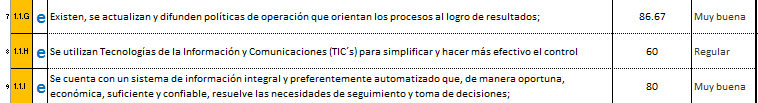 7 1.1.G e Existen, se actualizan y difunden políticas de operación que orientan los procesos al logro de resultados; 86.67 Muy buena
8 1.1.H e Se utilizan Tecnologías de la Información y Comunicaciones (TIC´s) para simplificar y hacer más efectivo el control 60 Regular
9 1.1.I e Se cuenta con un sistema de información integral y preferentemente automatizado que, de manera oportuna, 80 Muy buena
económica, suficiente y confiable, resuelve las necesidades de seguimiento y toma de decisiones;